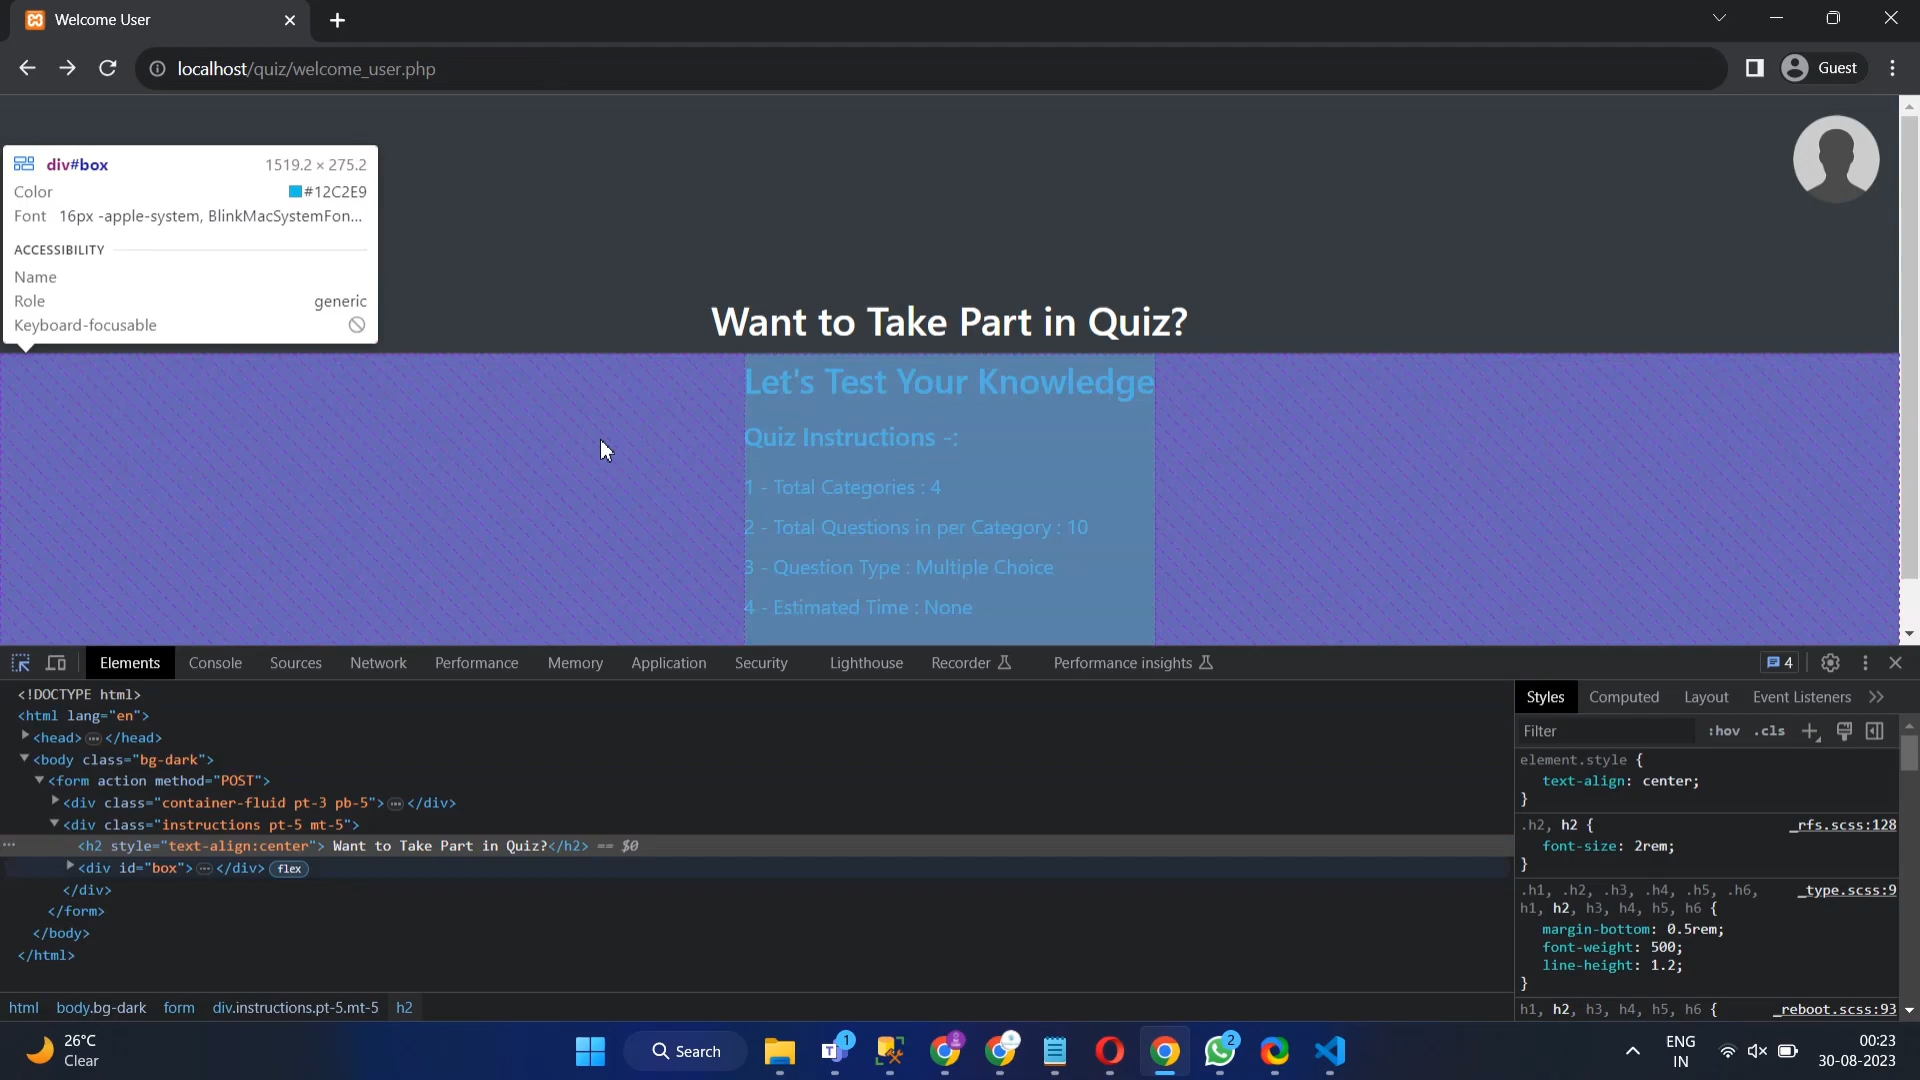 Welcome User
localhost/quiz/welcome_user.php
Guest
div#box 1519.2 × 275.2
Color #12C2E9
Font 16px -apple-system, BlinkMacSystemFon...
ACCESSIBILITY
Name
Role generic
Keyboard-focusable
Want to Take Part in Quiz?
Let's Test Your Knowledge
Quiz Instructions -:
1 - Total Categories : 4
2 - Total Questions in per Category : 10
3 - Question Type : Multiple Choice
4 - Estimated Time : None
Elements Console Sources Network Performance Memory Application Security Lighthouse Recorder Performance insights 4
<!DOCTYPE html>
<html lang="en">
<head> … </head>
<body class="bg-dark">
<form action method="POST">
<div class="container-fluid pt-3 pb-5"> … </div>
<div class="instructions pt-5 mt-5">
<h2 style="text-align:center"> Want to Take Part in Quiz?</h2> == $0
<div id="box"> … </div> flex
</div>
</form>
</body>
</html>
html body.bg-dark form div.instructions.pt-5.mt-5 h2
Styles Computed Layout Event Listeners
Filter :hov .cls
element.style {
text-align: center;
}
.h2, h2 { _rfs.scss:128
font-size: 2rem;
}
.h1, .h2, .h3, .h4, .h5, .h6, _type.scss:9
h1, h2, h3, h4, h5, h6 {
margin-bottom: 0.5rem;
font-weight: 500;
line-height: 1.2;
}
h1, h2, h3, h4, h5, h6 { _reboot.scss:93
26°C
Clear
Search
1
2
ENG
IN
00:23
30-08-2023